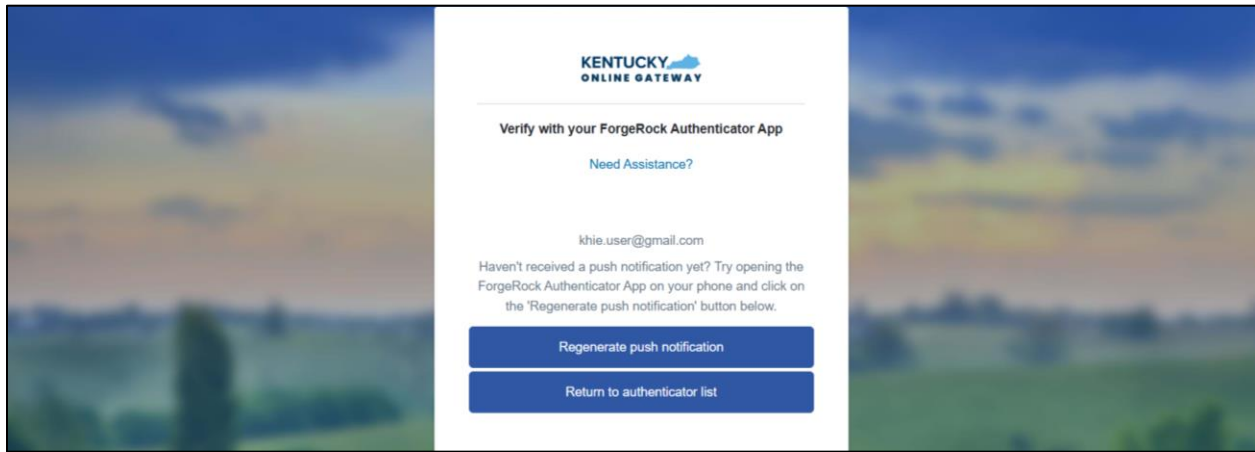 KENTUCKY
ONLINE GATEWAY
Verify with your ForgeRock Authenticator App
Need Assistance?
khie.user@gmail.com
Haven't received a push notification yet? Try opening the
ForgeRock Authenticator App on your phone and click on
the 'Regenerate push notification' button below.
Regenerate push notification
Return to authenticator list